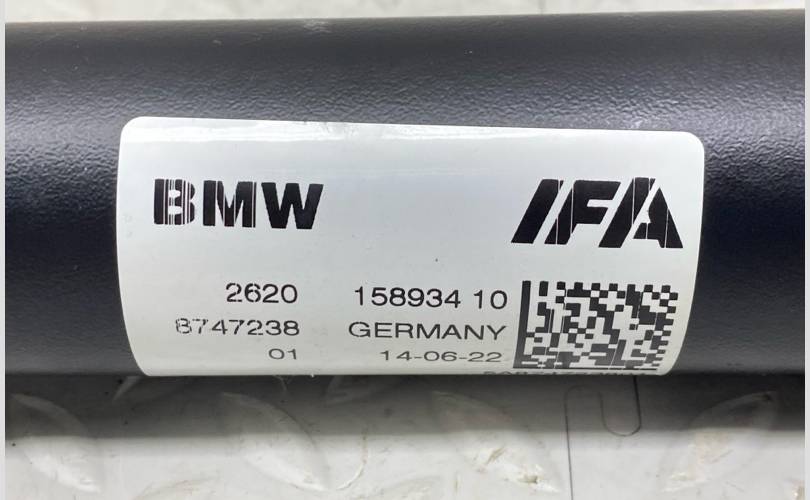 BMW IFA
2620 158934 10
8747238 GERMANY
01 14-06-22